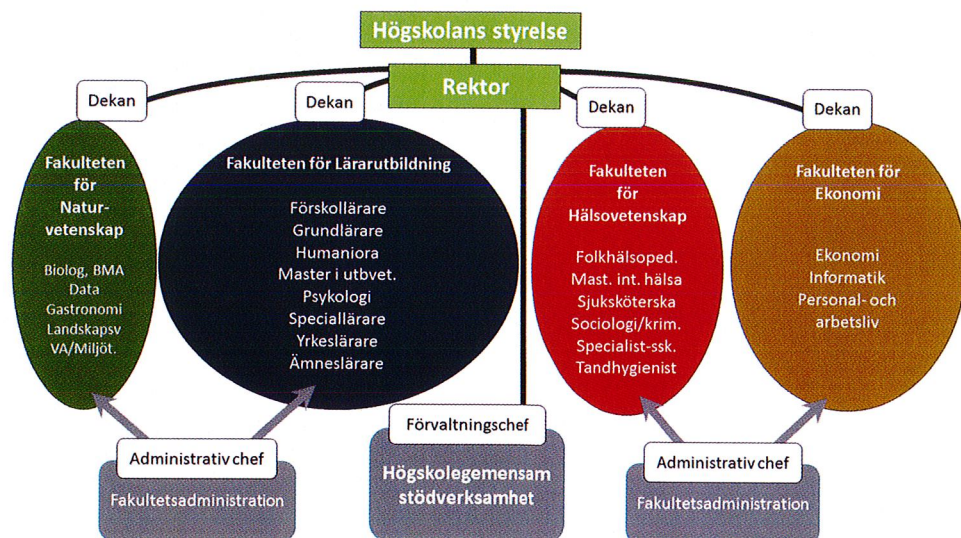 Högskolans styrelse
Rektor
Dekan
Fakulteten
för
Natur-
vetenskap
Biolog, BMA
Data
Gastronomi
Landskapsv
VA/Miljöt.
Dekan
Fakulteten för Lärarutbildning
Förskollärare
Grundlärare
Humaniora
Master i utbvet.
Psykologi
Speciallärare
Yrkeslärare
Ämneslärare
Dekan
Fakulteten
för
Hälsovetenskap
Folkhälsoped.
Mast. int. hälsa
Sjuksköterska
Sociologi/krim.
Specialist-ssk.
Tandhygienist
Dekan
Fakulteten för
Ekonomi
Ekonomi
Informatik
Personal- och
arbetsliv
Administrativ chef
Fakultetsadministration
Förvaltningschef
Högskolegemensam
stödverksamhet
Administrativ chef
Fakultetsadministration